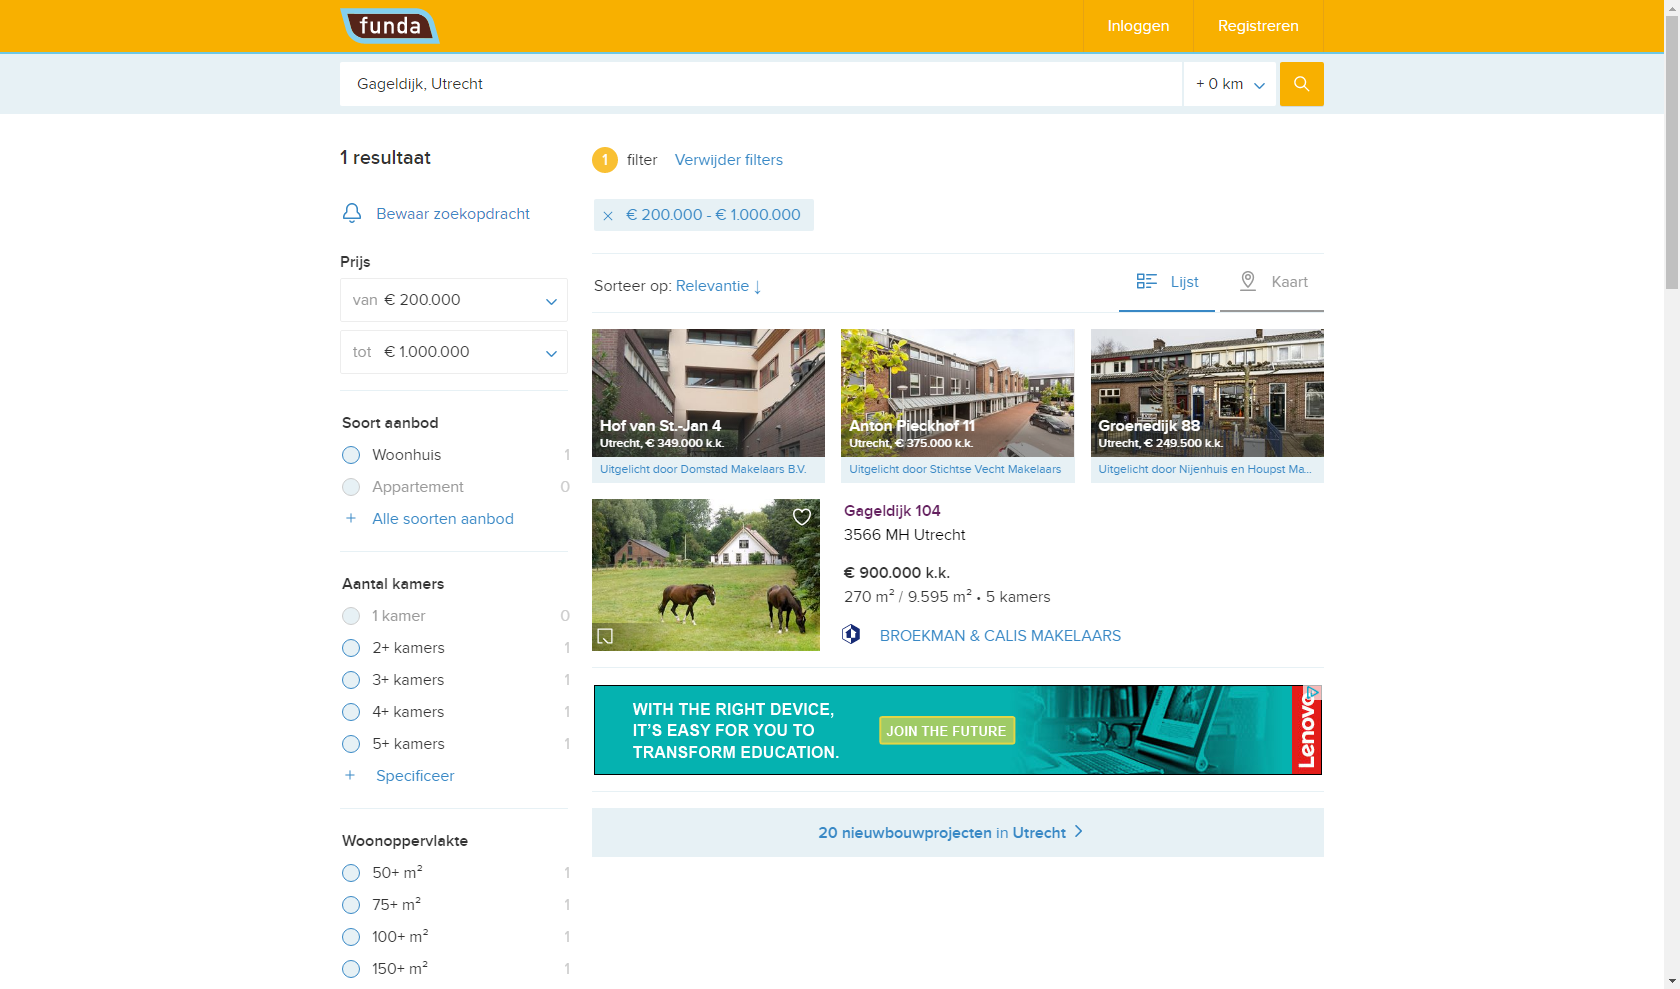 funda
Inloggen
Registreren
Gageldijk, Utrecht
+ 0 km
1 resultaat
Bewaar zoekopdracht
Prijs
van € 200.000
tot € 1.000.000
Soort aanbod
Woonhuis 1
Appartement 0
+ Alle soorten aanbod
Aantal kamers
1 kamer 0
2+ kamers 1
3+ kamers 1
4+ kamers 1
5+ kamers 1
+ Specificeer
Woonoppervlakte
50+ m² 1
75+ m² 1
100+ m² 1
150+ m² 1
1 filter Verwijder filters
× € 200.000 - € 1.000.000
Sorteer op: Relevantie ↓
Lijst
Kaart
Hof van St.-Jan 4
Utrecht, € 349.000 k.k.
Uitgelicht door Domstad Makelaars B.V.
Anton Pieckhof 11
Utrecht, € 375.000 k.k.
Uitgelicht door Stichtse Vecht Makelaars
Groenedijk 88
Utrecht, € 249.500 k.k.
Uitgelicht door Nijenhuis en Houpst Ma...
Gageldijk 104
3566 MH Utrecht
€ 900.000 k.k.
270 m² / 9.595 m² • 5 kamers
BROEKMAN & CALIS MAKELAARS
WITH THE RIGHT DEVICE,
IT'S EASY FOR YOU TO
TRANSFORM EDUCATION.
JOIN THE FUTURE
Lenovo
20 nieuwbouwprojecten in Utrecht